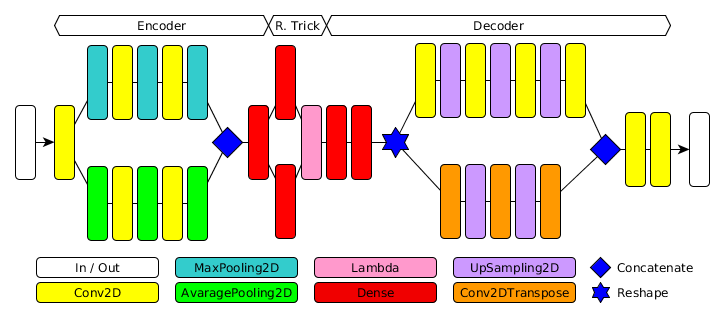 Encoder R. Trick Decoder
In / Out MaxPooling2D Lambda UpSampling2D Concatenate
Conv2D AvaragePooling2D Dense Conv2DTranspose Reshape